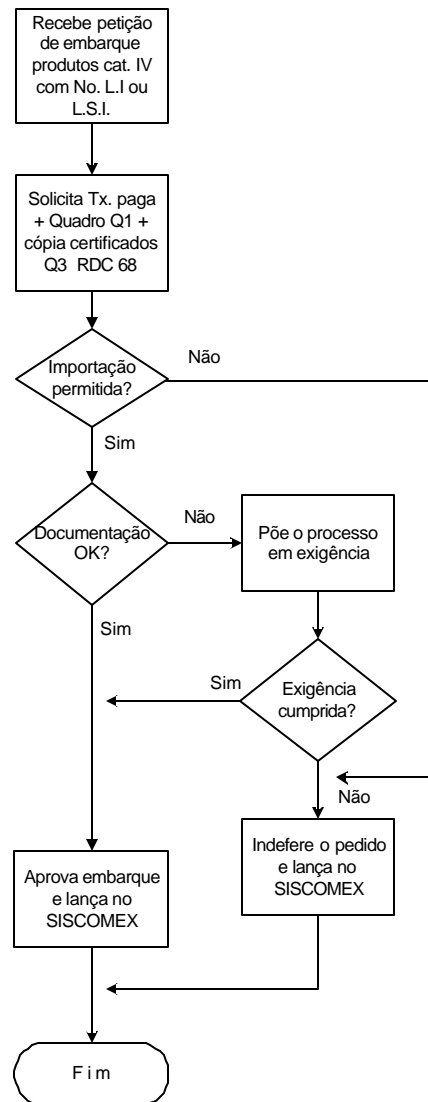 Recebe petição
de embarque
produtos cat. IV
com No. L.I ou
L.S.I.
Solicita Tx. paga
+ Quadro Q1 +
cópia certificados
Q3 RDC 68
Importação
permitida?
Não
Sim
Documentação
OK?
Não
Põe o processo
em exigência
Sim
Sim
Exigência
cumprida?
Não
Aprova embarque
e lança no
SISCOMEX
Indefere o pedido
e lança no
SISCOMEX
Fim